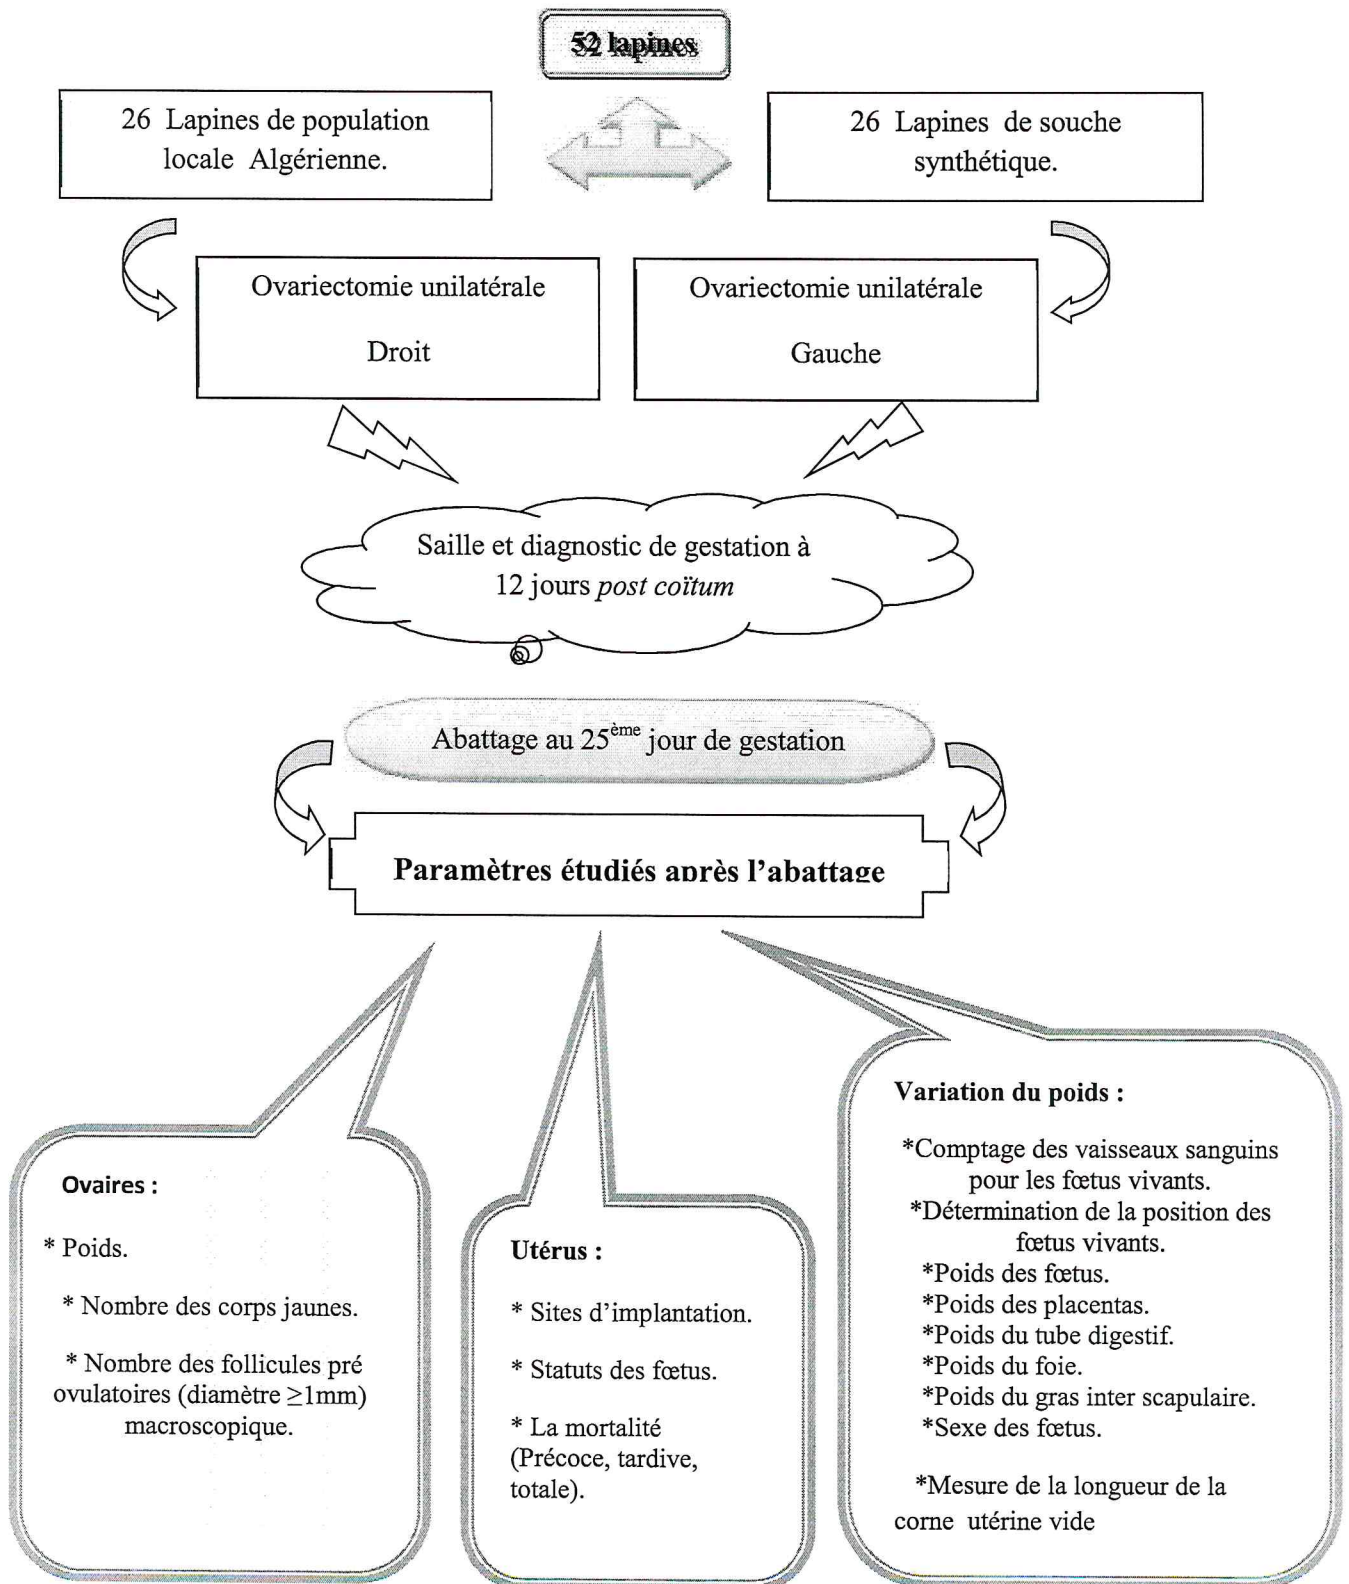 52 lapines
26 Lapines de population
locale Algérienne.
26 Lapines de souche
synthétique.
Ovariectomie unilatérale
Droit
Ovariectomie unilatérale
Gauche
Saille et diagnostic de gestation à
12 jours post coïtum
Abattage au 25ème jour de gestation
Paramètres étudiés après l'abattage
Ovaires :
* Poids.
* Nombre des corps jaunes.
* Nombre des follicules pré
ovulatoires (diamètre ≥1mm)
macroscopique.
Utérus :
* Sites d'implantation.
* Statuts des fœtus.
* La mortalité
(Précoce, tardive,
totale).
Variation du poids :
*Comptage des vaisseaux sanguins
pour les fœtus vivants.
*Détermination de la position des
fœtus vivants.
*Poids des fœtus.
*Poids des placentas.
*Poids du tube digestif.
*Poids du foie.
*Poids du gras inter scapulaire.
*Sexe des fœtus.
*Mesure de la longueur de la
corne utérine vide